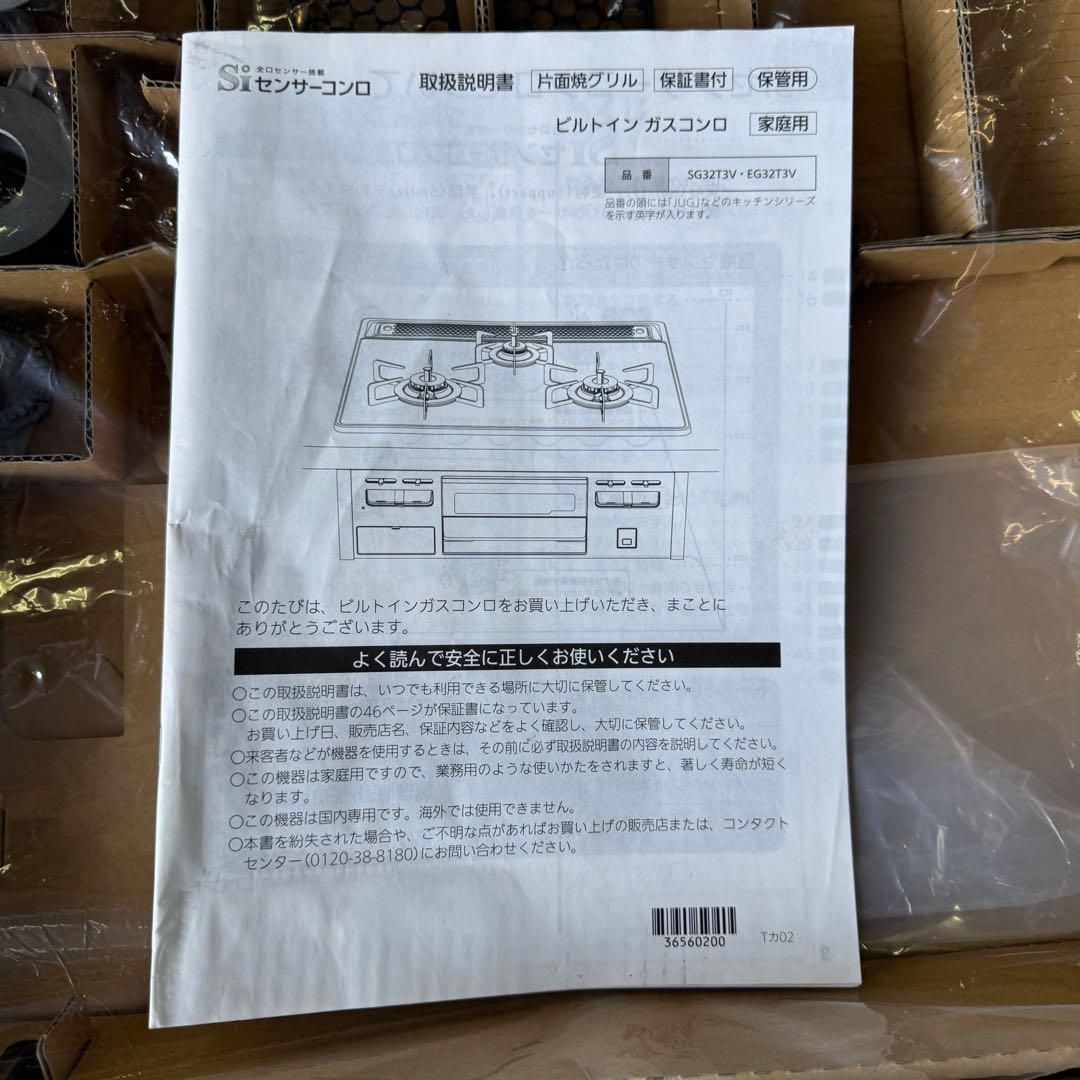 全口センサー搭載
Siセンサーコンロ
取扱説明書 片面焼グリル 保証書付 保管用
ビルトイン ガスコンロ 家庭用
品番 SG32T3V・EG32T3V
品番の頭には「JUG」などのキッチンシリーズ
を示す英字が入ります。
このたびは、ビルトインガスコンロをお買い上げいただき、まことに
ありがとうございます。
よく読んで安全に正しくお使いください
○この取扱説明書は、いつでも利用できる場所に大切に保管してください。
○この取扱説明書の46ページが保証書になっています。
お買い上げ日、販売店名、保証内容などをよく確認し、大切に保管してください。
○来客者などが機器を使用するときは、その前に必ず取扱説明書の内容を説明してください。
○この機器は家庭用ですので、業務用のような使いかたをされますと、著しく寿命が短く
なります。
○この機器は国内専用です。海外では使用できません。
○本書を紛失された場合や、ご不明な点があればお買い上げの販売店または、コンタクト
センター(0120-38-8180)にお問い合わせください。
36560200
Tカ02